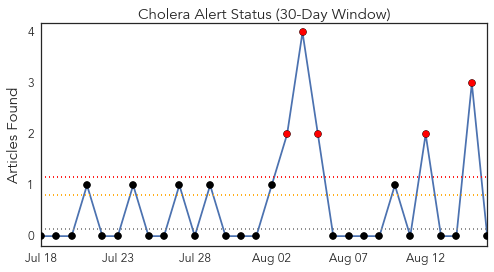 Cholera Alert Status (30-Day Window)
Articles Found
4
3
2
1
0
Jul 18
Jul 23
Jul 28
Aug 02
Aug 07
Aug 12